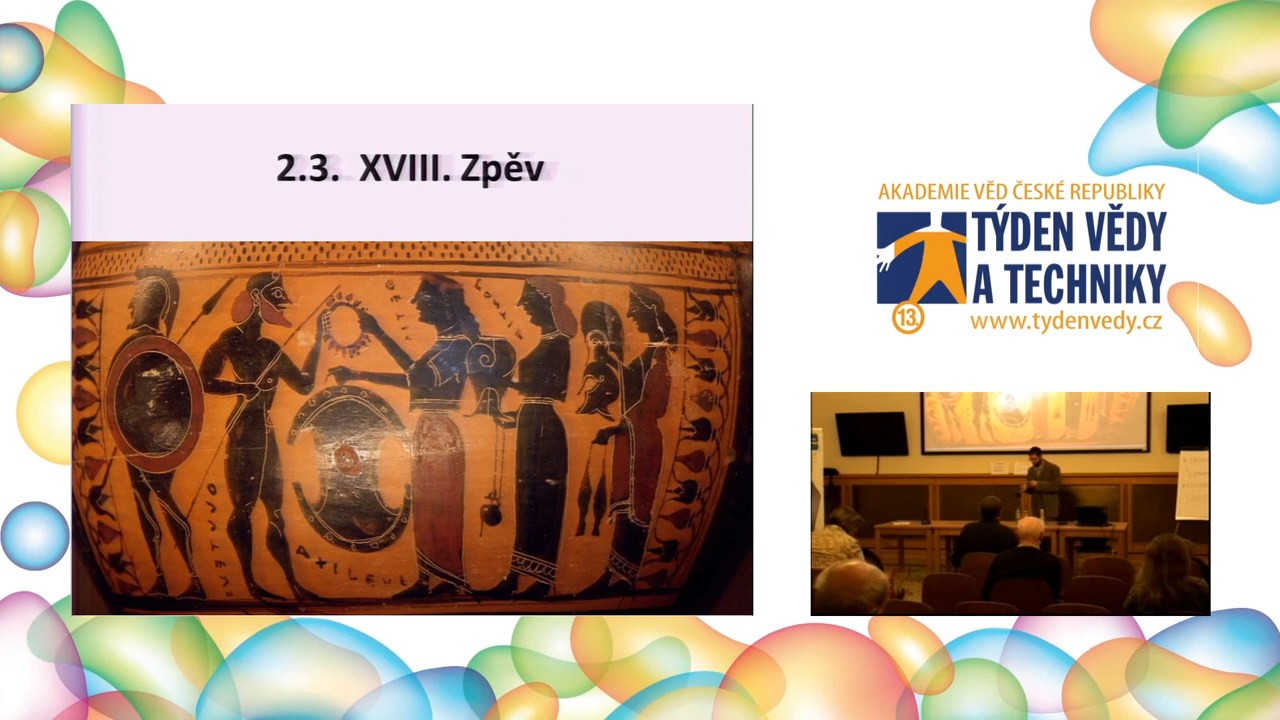 2.3. XVIII. Zpěv
AKADEMIE VĚD ČESKÉ REPUBLIKY
TÝDEN VĚDY
A TECHNIKY
13.
www.tydenvedy.cz